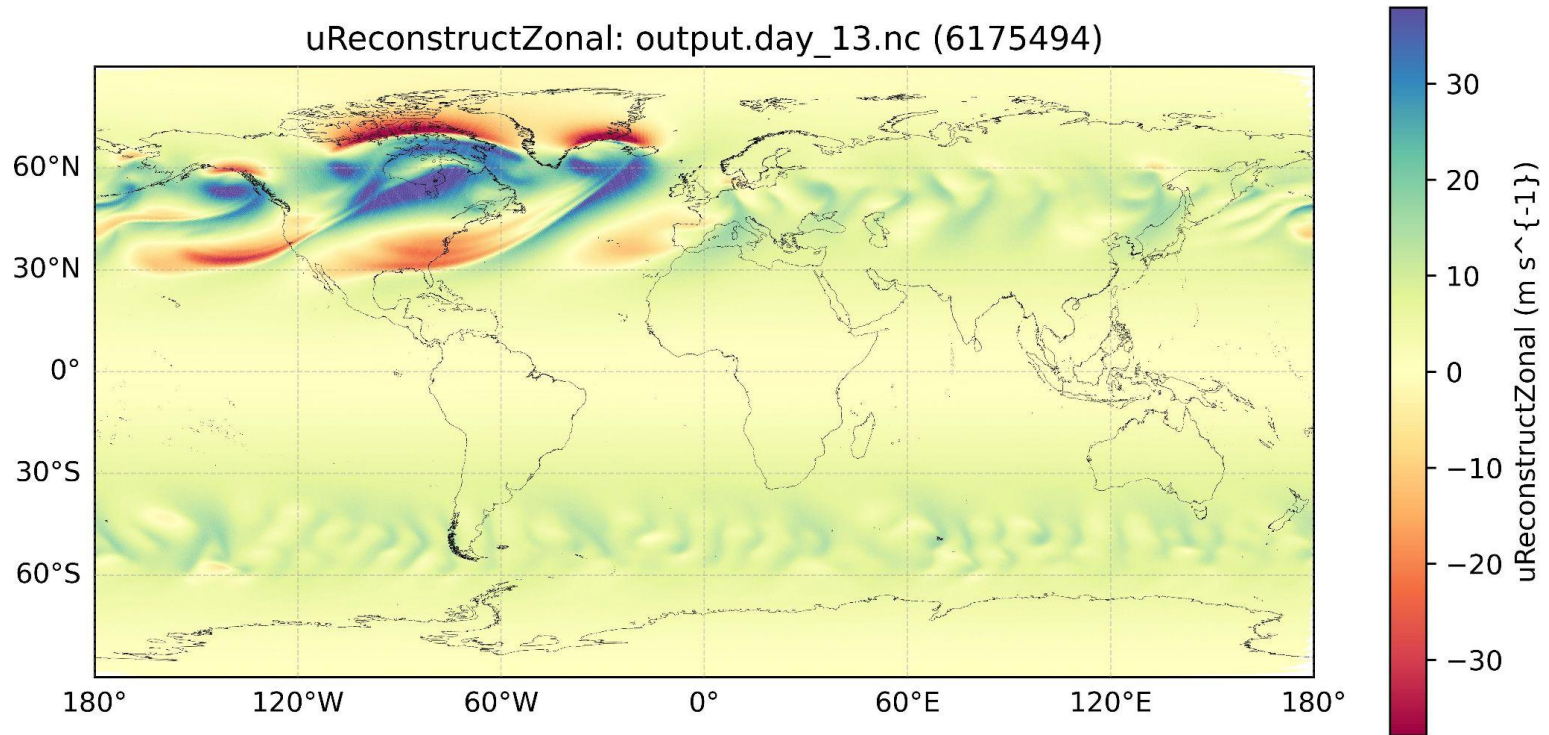 uReconstructZonal: output.day_13.nc (6175494)
60°N
30°N
0°
30°S
60°S
180°
120°W
60°W
0°
60°E
120°E
180°
30
20
10
0
−10
−20
−30
uReconstructZonal (m s^{-1})